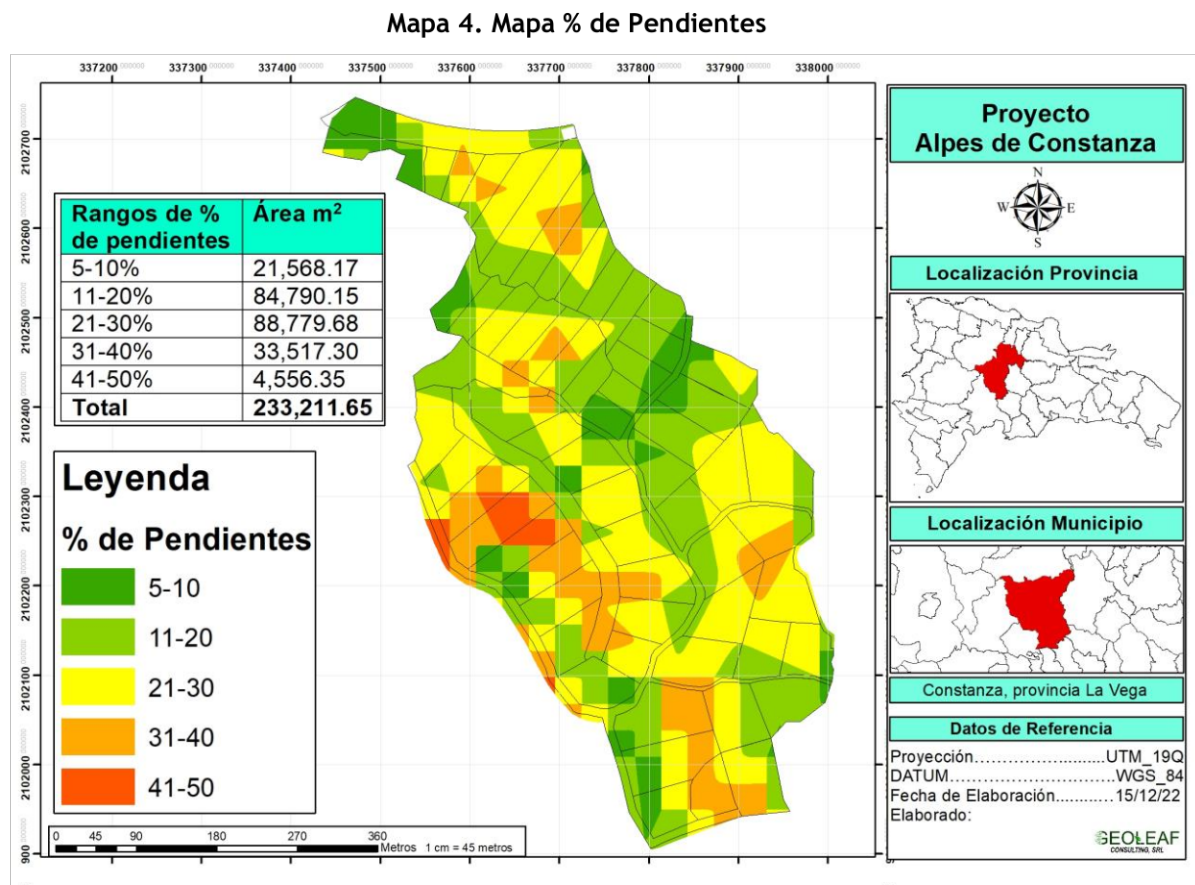 Mapa 4. Mapa % de Pendientes
337200 337300 337400 337500 337600 337700 337800 337900 338000
2102700
2102600
2102500
2102400
2102300
2102200
2102100
2102000
900
Rangos de % de pendientes Área m²
5-10% 21,568.17
11-20% 84,790.15
21-30% 88,779.68
31-40% 33,517.30
41-50% 4,556.35
Total 233,211.65
Leyenda
% de Pendientes
5-10
11-20
21-30
31-40
41-50
0 45 90 180 270 360
Metros 1 cm = 45 metros
Proyecto
Alpes de Constanza
N
W E
S
Localización Provincia
Localización Municipio
Constanza, provincia La Vega
Datos de Referencia
Proyección..........................UTM_19Q
DATUM..............................WGS_84
Fecha de Elaboración............15/12/22
Elaborado:
GEOLEAF
CONSULTING, SRL